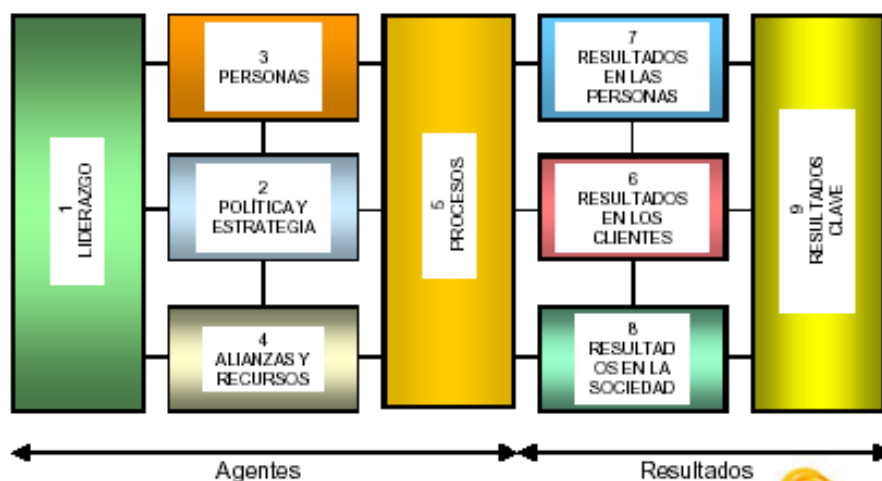 1
LIDERAZGO
3
PERSONAS
2
POLÍTICA Y
ESTRATEGIA
4
ALIANZAS Y
RECURSOS
5
PROCESOS
7
RESULTADOS
EN LAS
PERSONAS
6
RESULTADOS
EN LOS
CLIENTES
8
RESULTAD
OS EN LA
SOCIEDAD
9
RESULTADOS
CLAVE
Agentes
Resultados